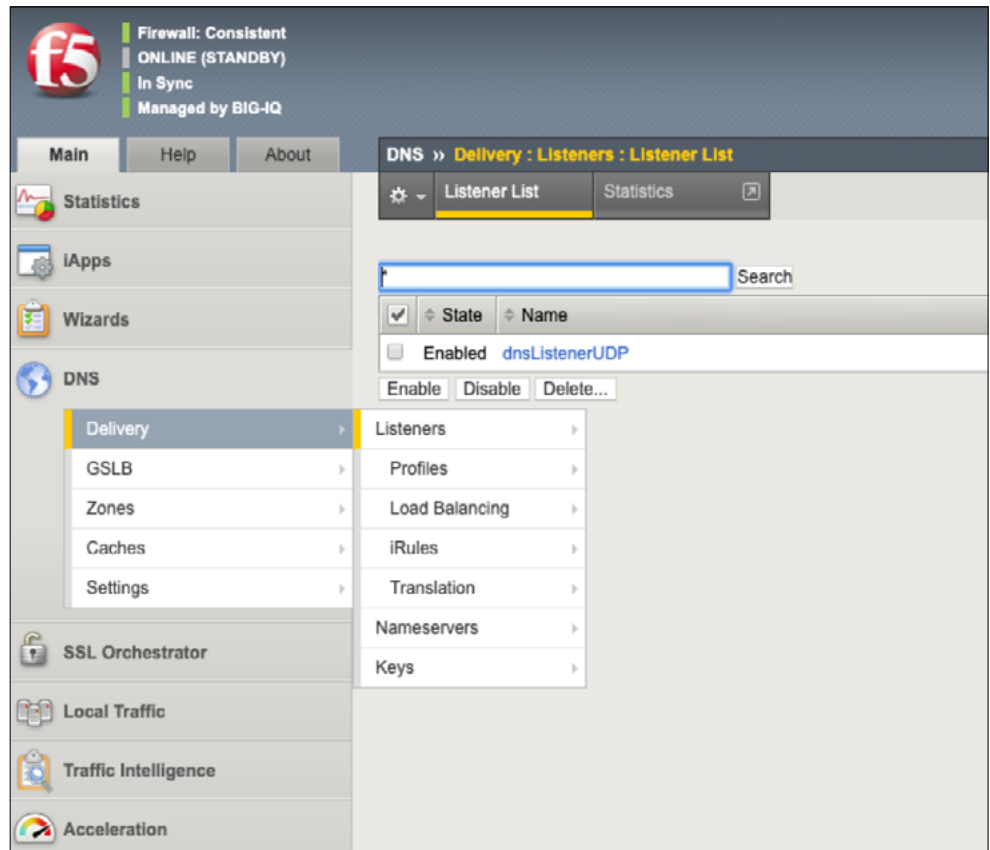 f5
Firewall: Consistent
ONLINE (STANDBY)
In Sync
Managed by BIG-IQ
Main Help About
DNS ›› Delivery : Listeners : Listener List
Listener List Statistics
Statistics
iApps
* Search
State Name
Wizards
Enabled dnsListenerUDP
DNS
Enable Disable Delete...
Delivery Listeners
GSLB Profiles
Zones Load Balancing
Caches iRules
Settings Translation
Nameservers
SSL Orchestrator
Keys
Local Traffic
Traffic Intelligence
Acceleration